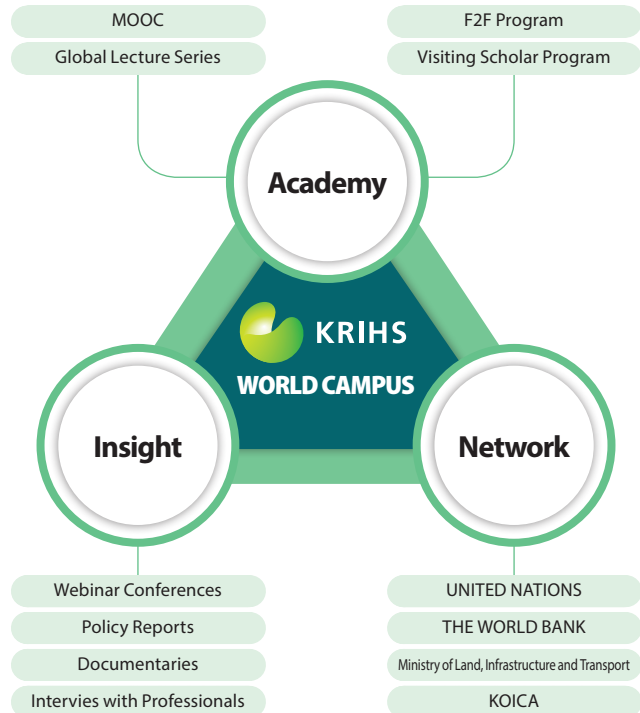 MOOC
Global Lecture Series
F2F Program
Visiting Scholar Program
Academy
KRIHS
WORLD CAMPUS
Insight
Network
Webinar Conferences
Policy Reports
Documentaries
Intervies with Professionals
UNITED NATIONS
THE WORLD BANK
Ministry of Land, Infrastructure and Transport
KOICA